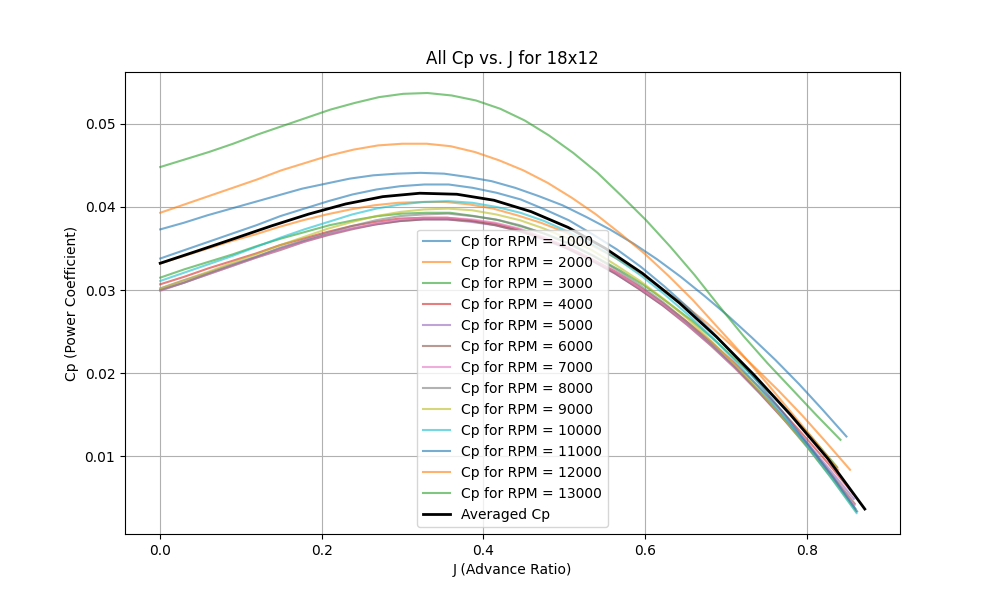 All Cp vs. J for 18x12
Cp (Power Coefficient)
0.05
0.04
0.03
0.02
0.01
Cp for RPM = 1000
Cp for RPM = 2000
Cp for RPM = 3000
Cp for RPM = 4000
Cp for RPM = 5000
Cp for RPM = 6000
Cp for RPM = 7000
Cp for RPM = 8000
Cp for RPM = 9000
Cp for RPM = 10000
Cp for RPM = 11000
Cp for RPM = 12000
Cp for RPM = 13000
Averaged Cp
0.0 0.2 0.4 0.6 0.8
J (Advance Ratio)